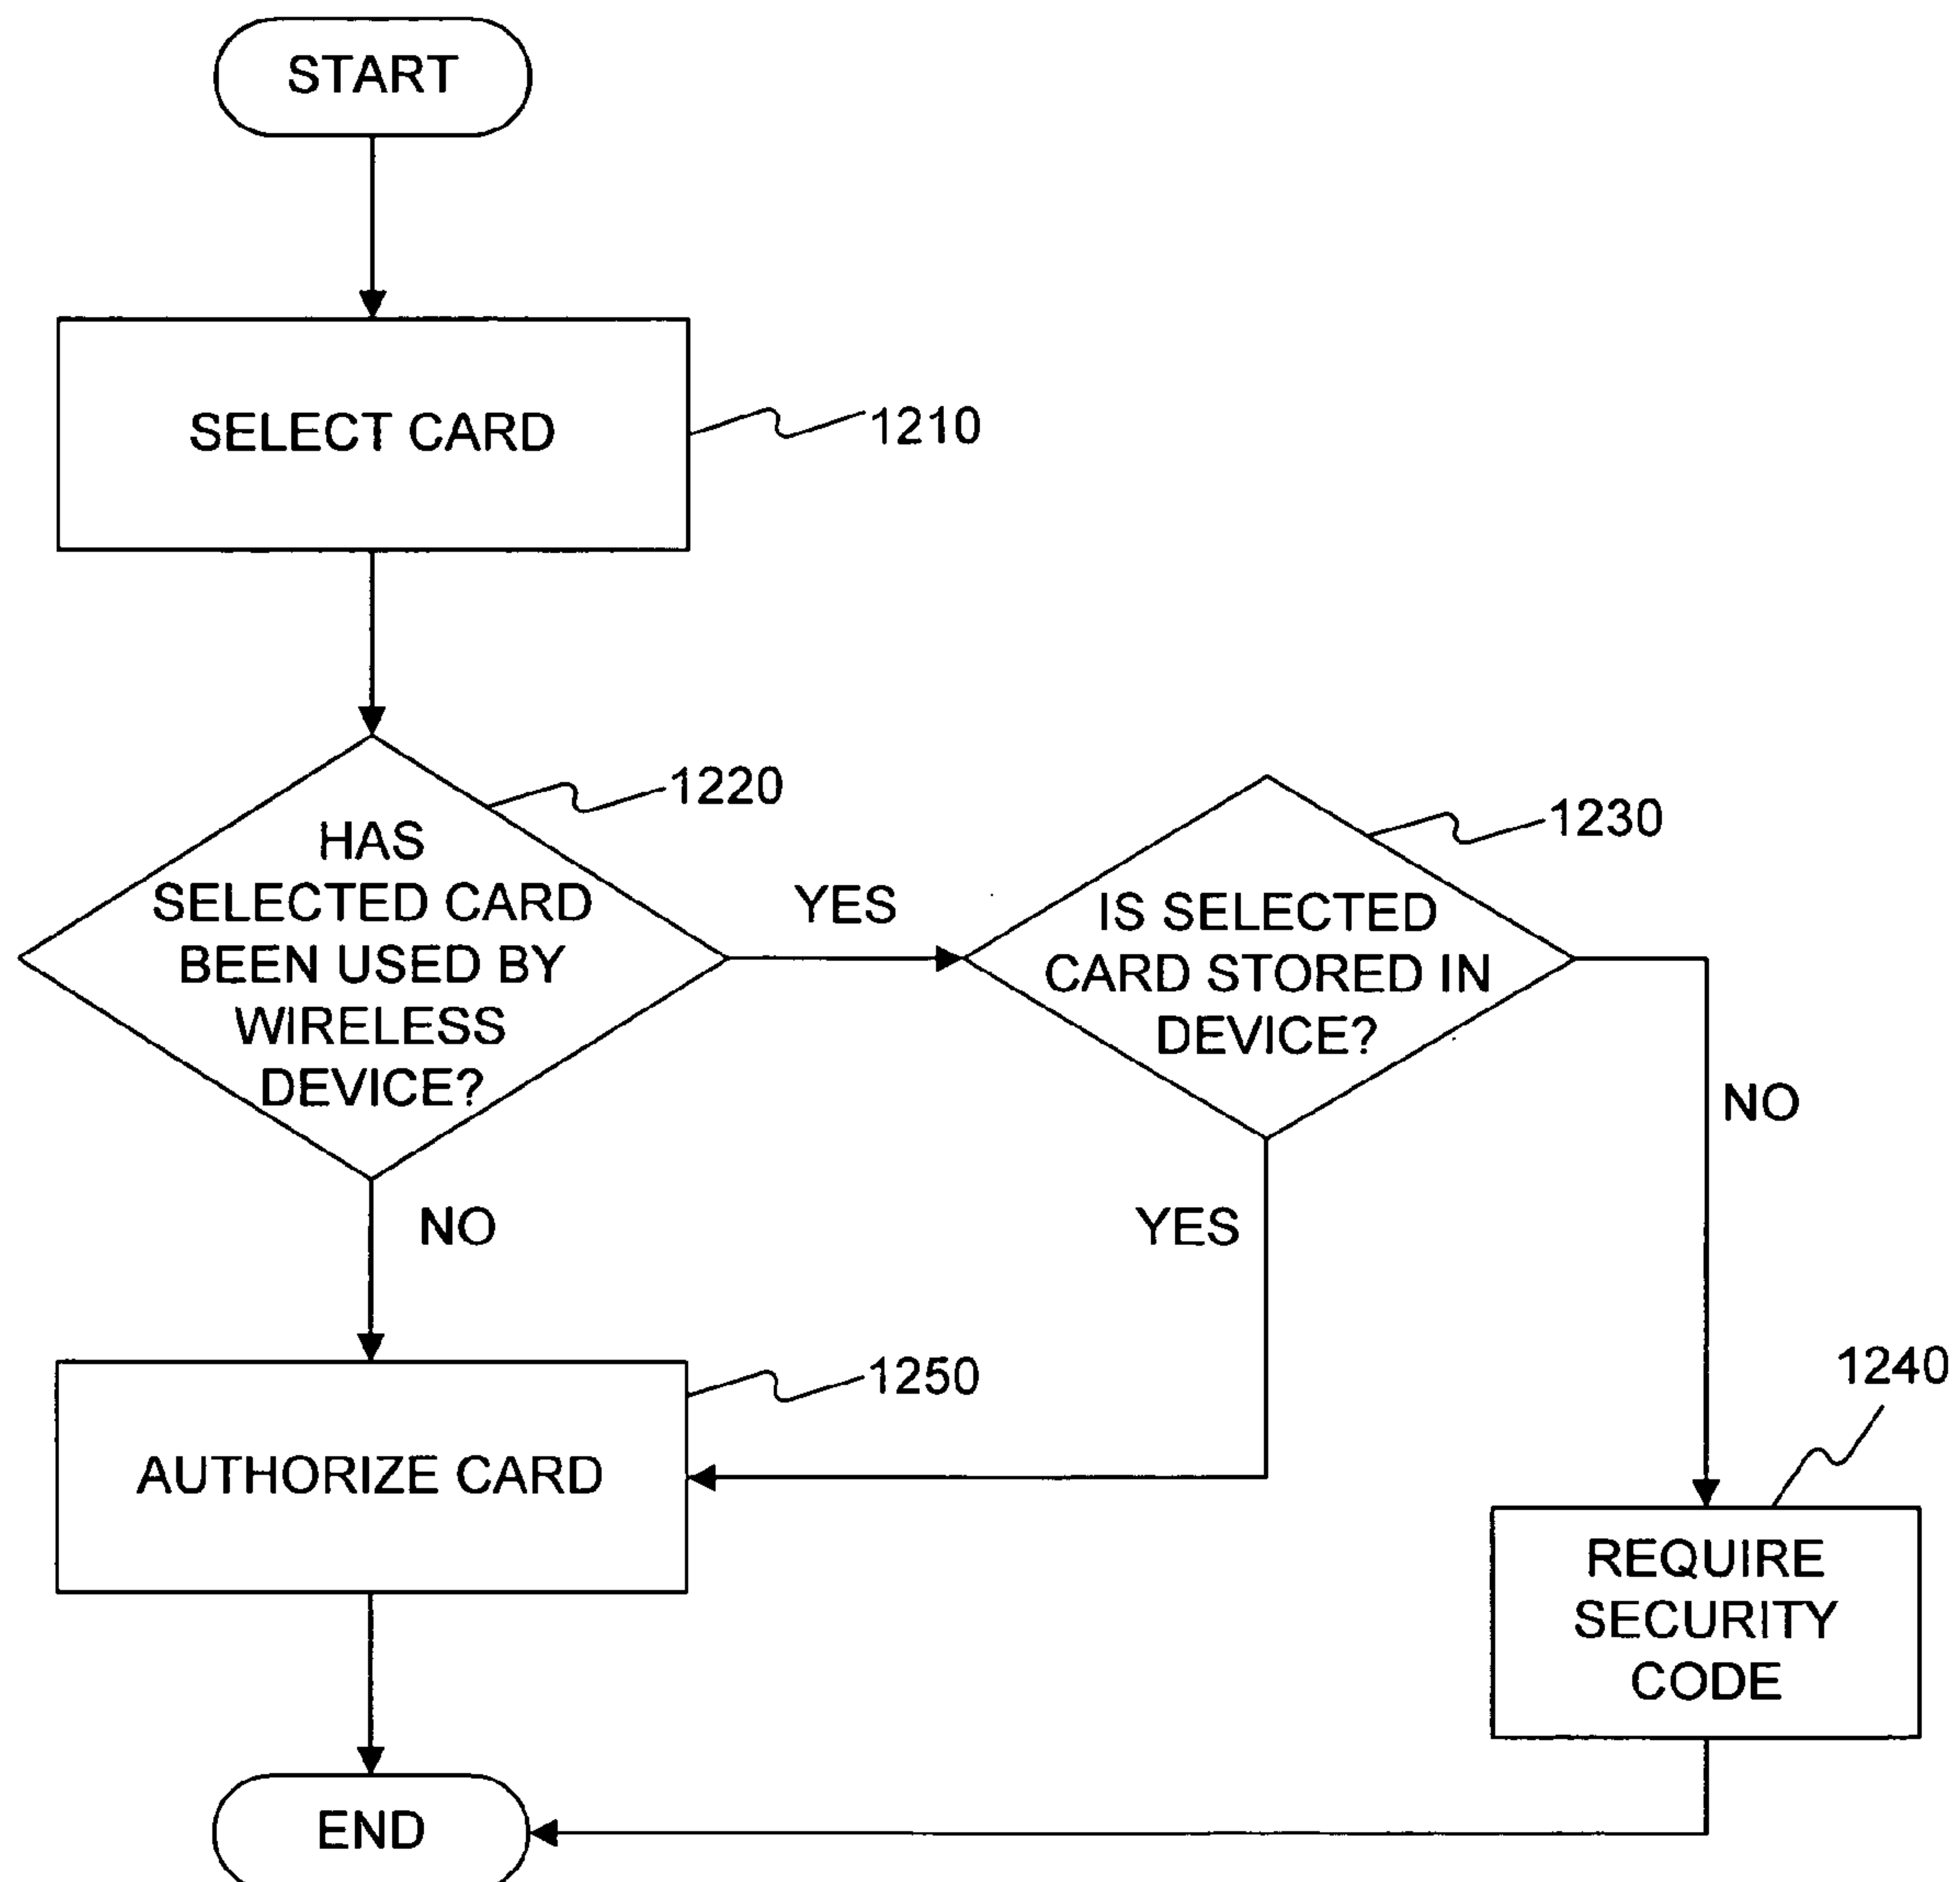 START
SELECT CARD
1210
1220
HAS
SELECTED CARD
BEEN USED BY
WIRELESS
DEVICE?
YES
1230
IS SELECTED
CARD STORED IN
DEVICE?
NO
NO
YES
1250
AUTHORIZE CARD
1240
REQUIRE
SECURITY
CODE
END